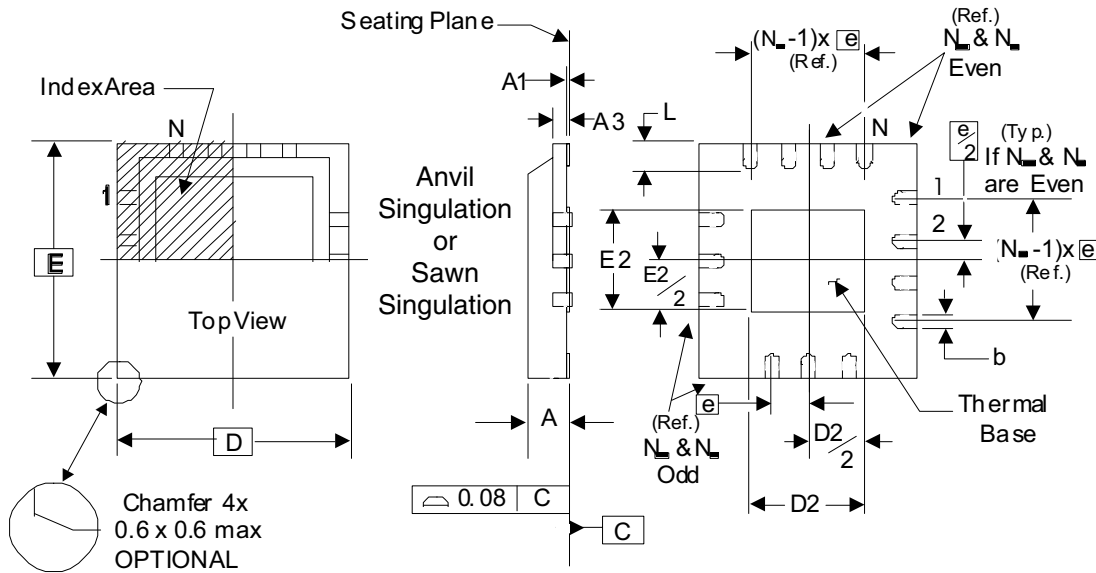 Seating Plane
(Ref.)
N & N
Even
(N -1)x e
(Ref.)
A1
IndexArea
A3
L
N
N
e/2
(Typ.)
If N & N
are Even
1
Anvil
Singulation
or
Sawn
Singulation
1
2
E2
E2/2
(N -1)x e
(Ref.)
E
TopView
b
A
e
(Ref.)
N & N
Odd
D2/2
Thermal
Base
D
D2
0.08 C
C
Chamfer 4x
0.6 x 0.6 max
OPTIONAL